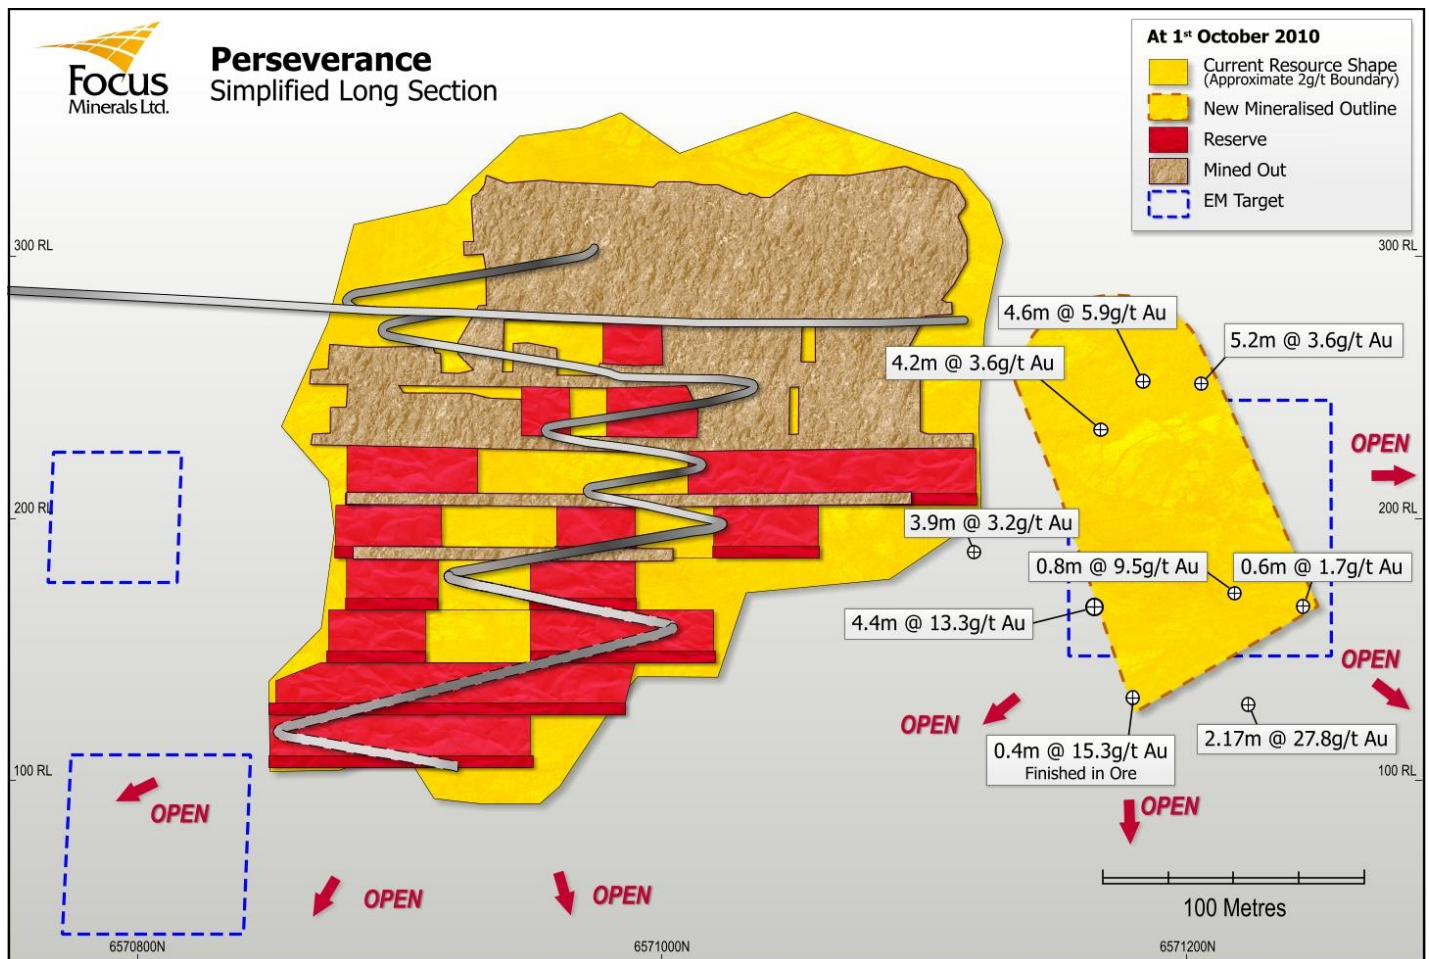 Focus
Minerals Ltd.
Perseverance
Simplified Long Section
At 1st October 2010
Current Resource Shape
(Approximate 2g/t Boundary)
New Mineralised Outline
Reserve
Mined Out
EM Target
300 RL
300 RL
4.6m @ 5.9g/t Au
5.2m @ 3.6g/t Au
4.2m @ 3.6g/t Au
OPEN
200 RL
200 RL
3.9m @ 3.2g/t Au
0.8m @ 9.5g/t Au
0.6m @ 1.7g/t Au
4.4m @ 13.3g/t Au
OPEN
OPEN
0.4m @ 15.3g/t Au
Finished in Ore
2.17m @ 27.8g/t Au
100 RL
100 RL
OPEN
OPEN
OPEN
OPEN
100 Metres
6570800N
6571000N
6571200N